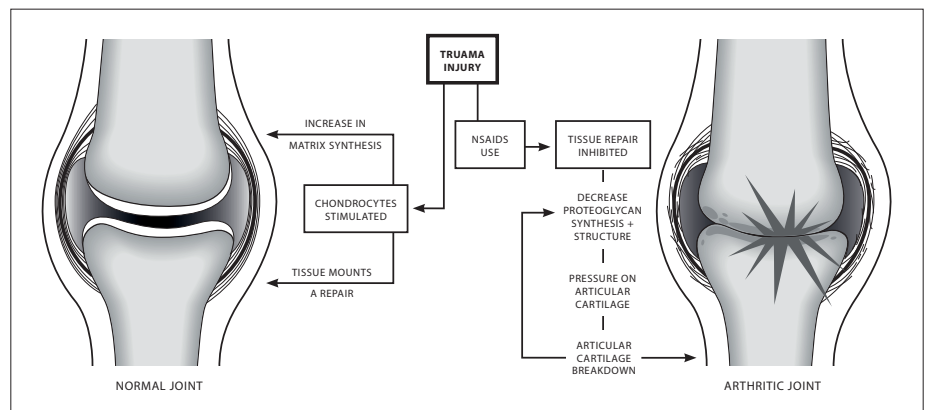 TRUAMA
INJURY
INCREASE IN
MATRIX SYNTHESIS
CHONDROCYTES
STIMULATED
TISSUE MOUNTS
A REPAIR
NORMAL JOINT
NSAIDS
USE
TISSUE REPAIR
INHIBITED
DECREASE
PROTEOGLYCAN
SYNTHESIS +
STRUCTURE
PRESSURE ON
ARTICULAR
CARTILAGE
ARTICULAR
CARTILAGE
BREAKDOWN
ARTHRITIC JOINT